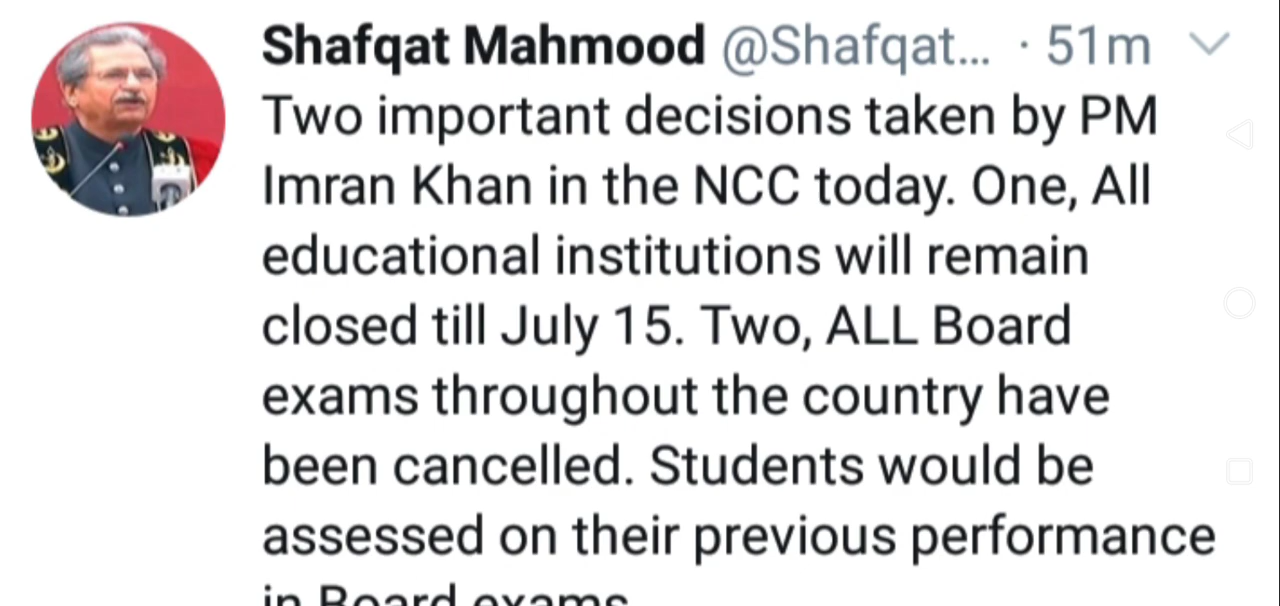 Shafqat Mahmood @Shafqat... · 51m
Two important decisions taken by PM
Imran Khan in the NCC today. One, All
educational institutions will remain
closed till July 15. Two, ALL Board
exams throughout the country have
been cancelled. Students would be
assessed on their previous performance
in Board exams